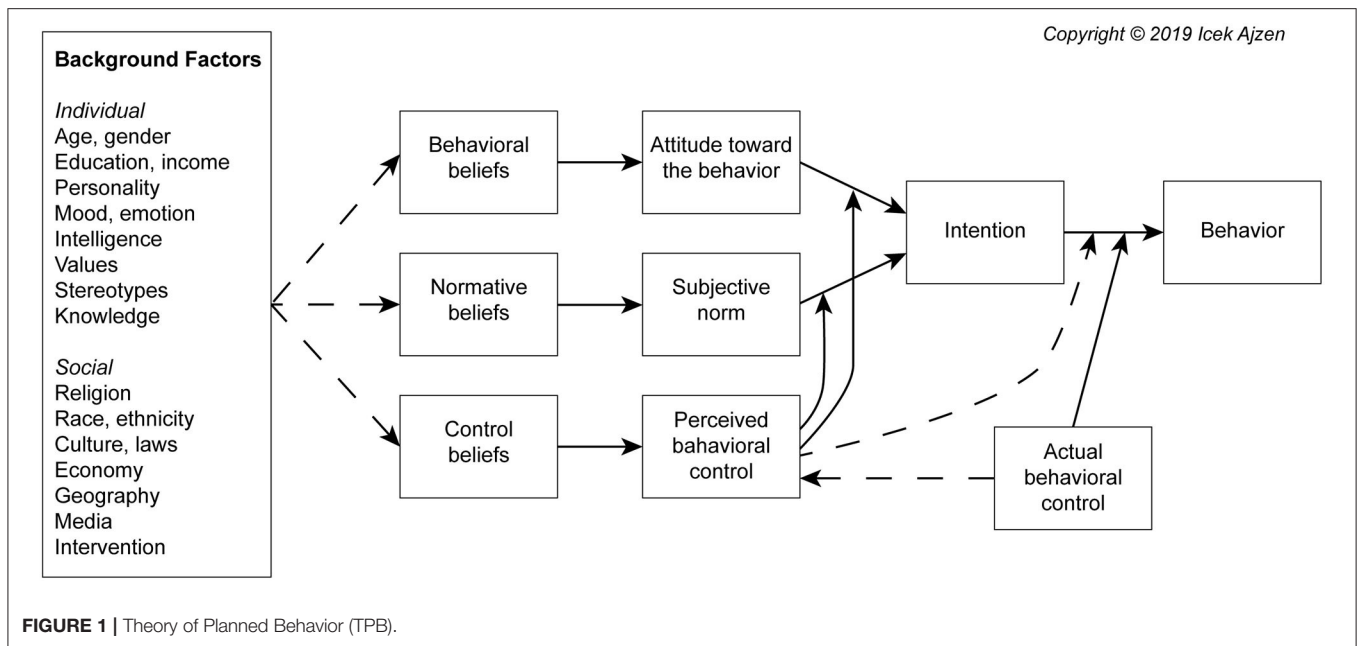 Copyright © 2019 Icek Ajzen
Background Factors
Individual
Age, gender
Education, income
Personality
Mood, emotion
Intelligence
Values
Stereotypes
Knowledge
Social
Religion
Race, ethnicity
Culture, laws
Economy
Geography
Media
Intervention
Behavioral
beliefs
Attitude toward
the behavior
Normative
beliefs
Subjective
norm
Control
beliefs
Perceived
bahavioral
control
Intention
Behavior
Actual
behavioral
control
FIGURE 1 | Theory of Planned Behavior (TPB).